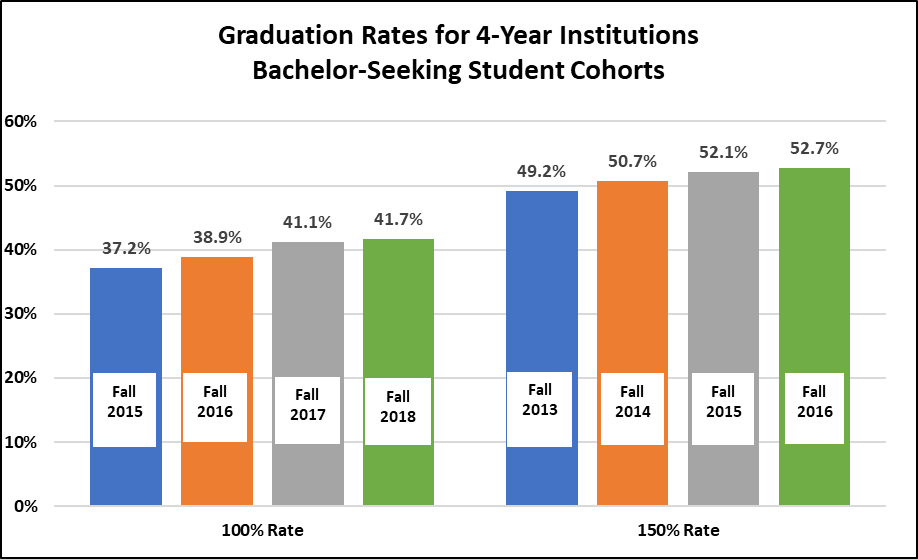 Graduation Rates for 4-Year Institutions
Bachelor-Seeking Student Cohorts
60%
50%
40%
30%
20%
10%
0%
37.2%
38.9%
41.1%
41.7%
49.2%
50.7%
52.1%
52.7%
Fall
2015
Fall
2016
Fall
2017
Fall
2018
Fall
2013
Fall
2014
Fall
2015
Fall
2016
100% Rate
150% Rate